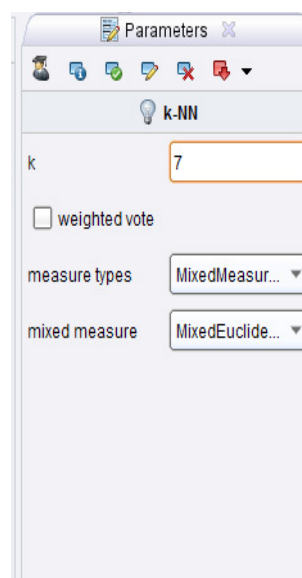 Parameters
k-NN
k 7
weighted vote
measure types MixedMeasur...
mixed measure MixedEuclide...